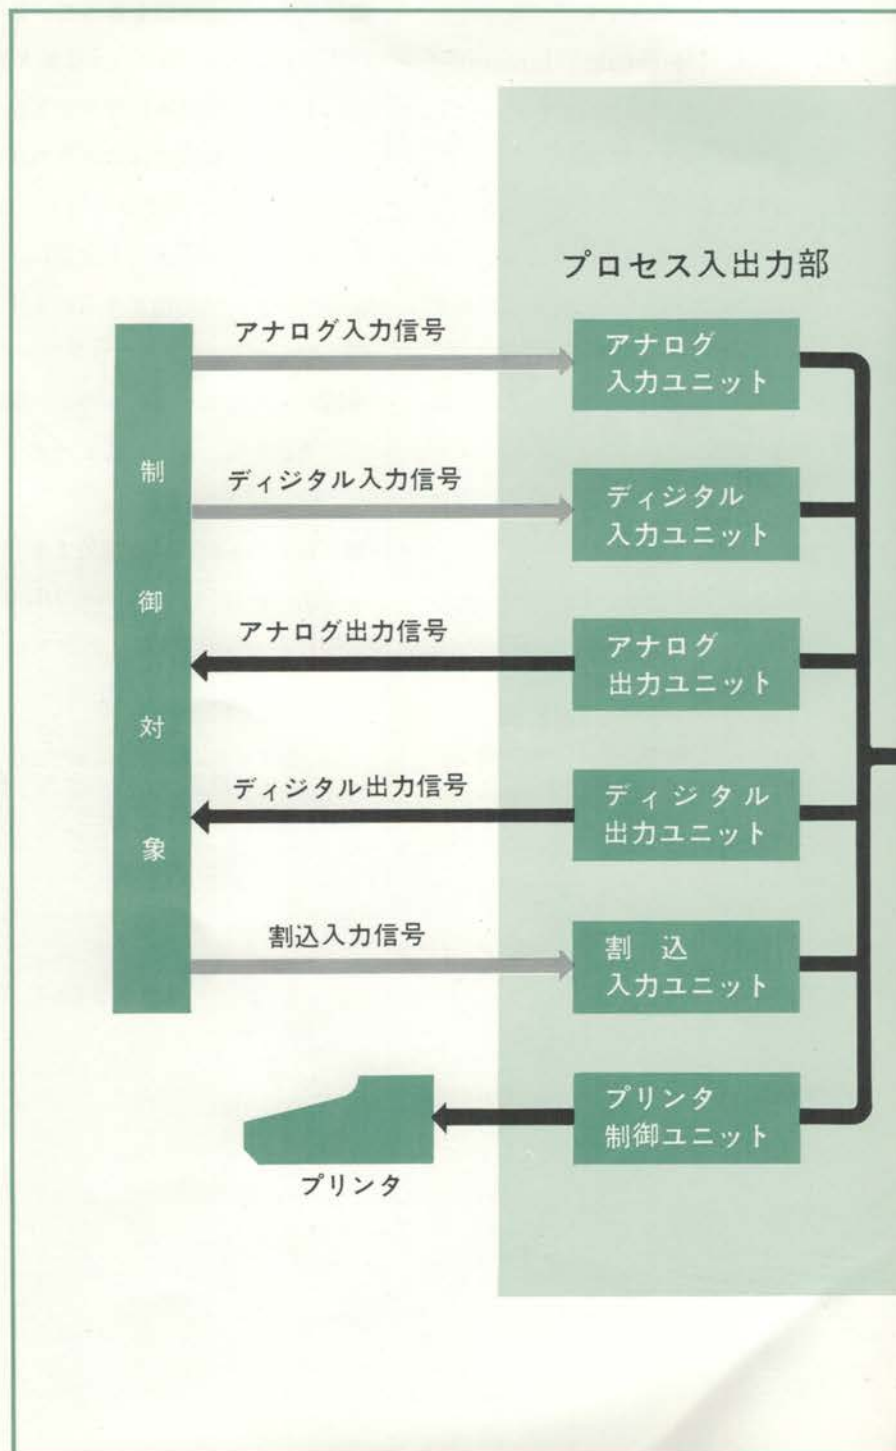 プロセス入出力部
制御対象
アナログ入力信号
アナログ
入力ユニット
ディジタル入力信号
ディジタル
入力ユニット
アナログ出力信号
アナログ
出力ユニット
ディジタル出力信号
ディジタル
出力ユニット
割込入力信号
割込
入力ユニット
プリンタ
制御ユニット
プリンタ